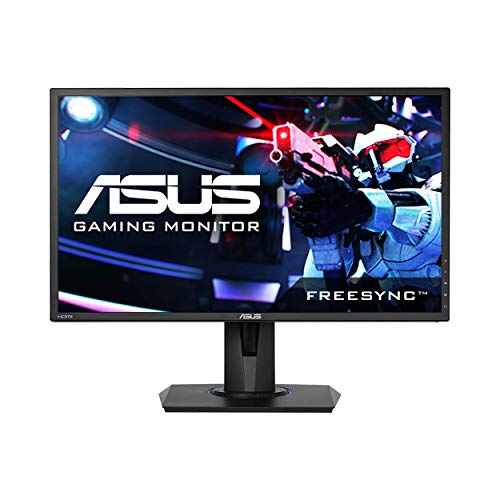 ASUS
GAMING MONITOR
FREESYNC™
HDMI
ASUS